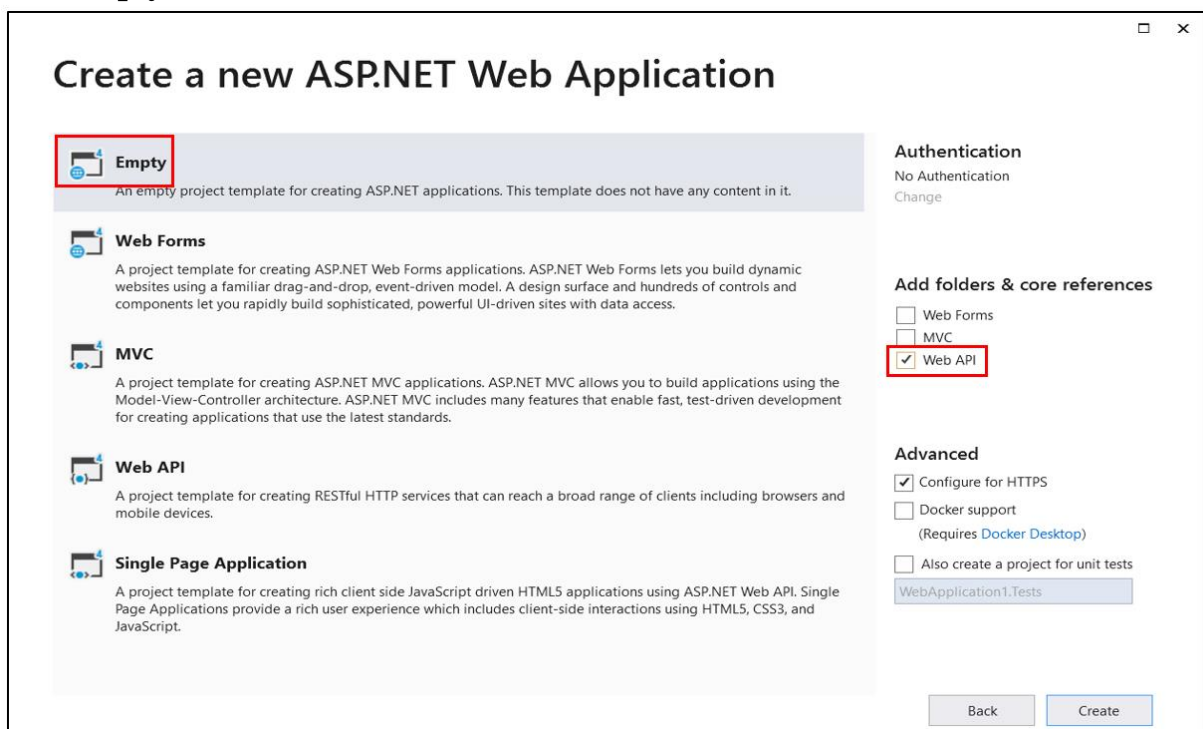 Create a new ASP.NET Web Application
Empty
An empty project template for creating ASP.NET applications. This template does not have any content in it.
Web Forms
A project template for creating ASP.NET Web Forms applications. ASP.NET Web Forms lets you build dynamic
websites using a familiar drag-and-drop, event-driven model. A design surface and hundreds of controls and
components let you rapidly build sophisticated, powerful UI-driven sites with data access.
MVC
A project template for creating ASP.NET MVC applications. ASP.NET MVC allows you to build applications using the
Model-View-Controller architecture. ASP.NET MVC includes many features that enable fast, test-driven development
for creating applications that use the latest standards.
Web API
A project template for creating RESTful HTTP services that can reach a broad range of clients including browsers and
mobile devices.
Single Page Application
A project template for creating rich client side JavaScript driven HTML5 applications using ASP.NET Web API. Single
Page Applications provide a rich user experience which includes client-side interactions using HTML5, CSS3, and
JavaScript.
Authentication
No Authentication
Change
Add folders & core references
Web Forms
MVC
Web API
Advanced
Configure for HTTPS
Docker support
(Requires Docker Desktop)
Also create a project for unit tests
WebApplication1.Tests
Back
Create